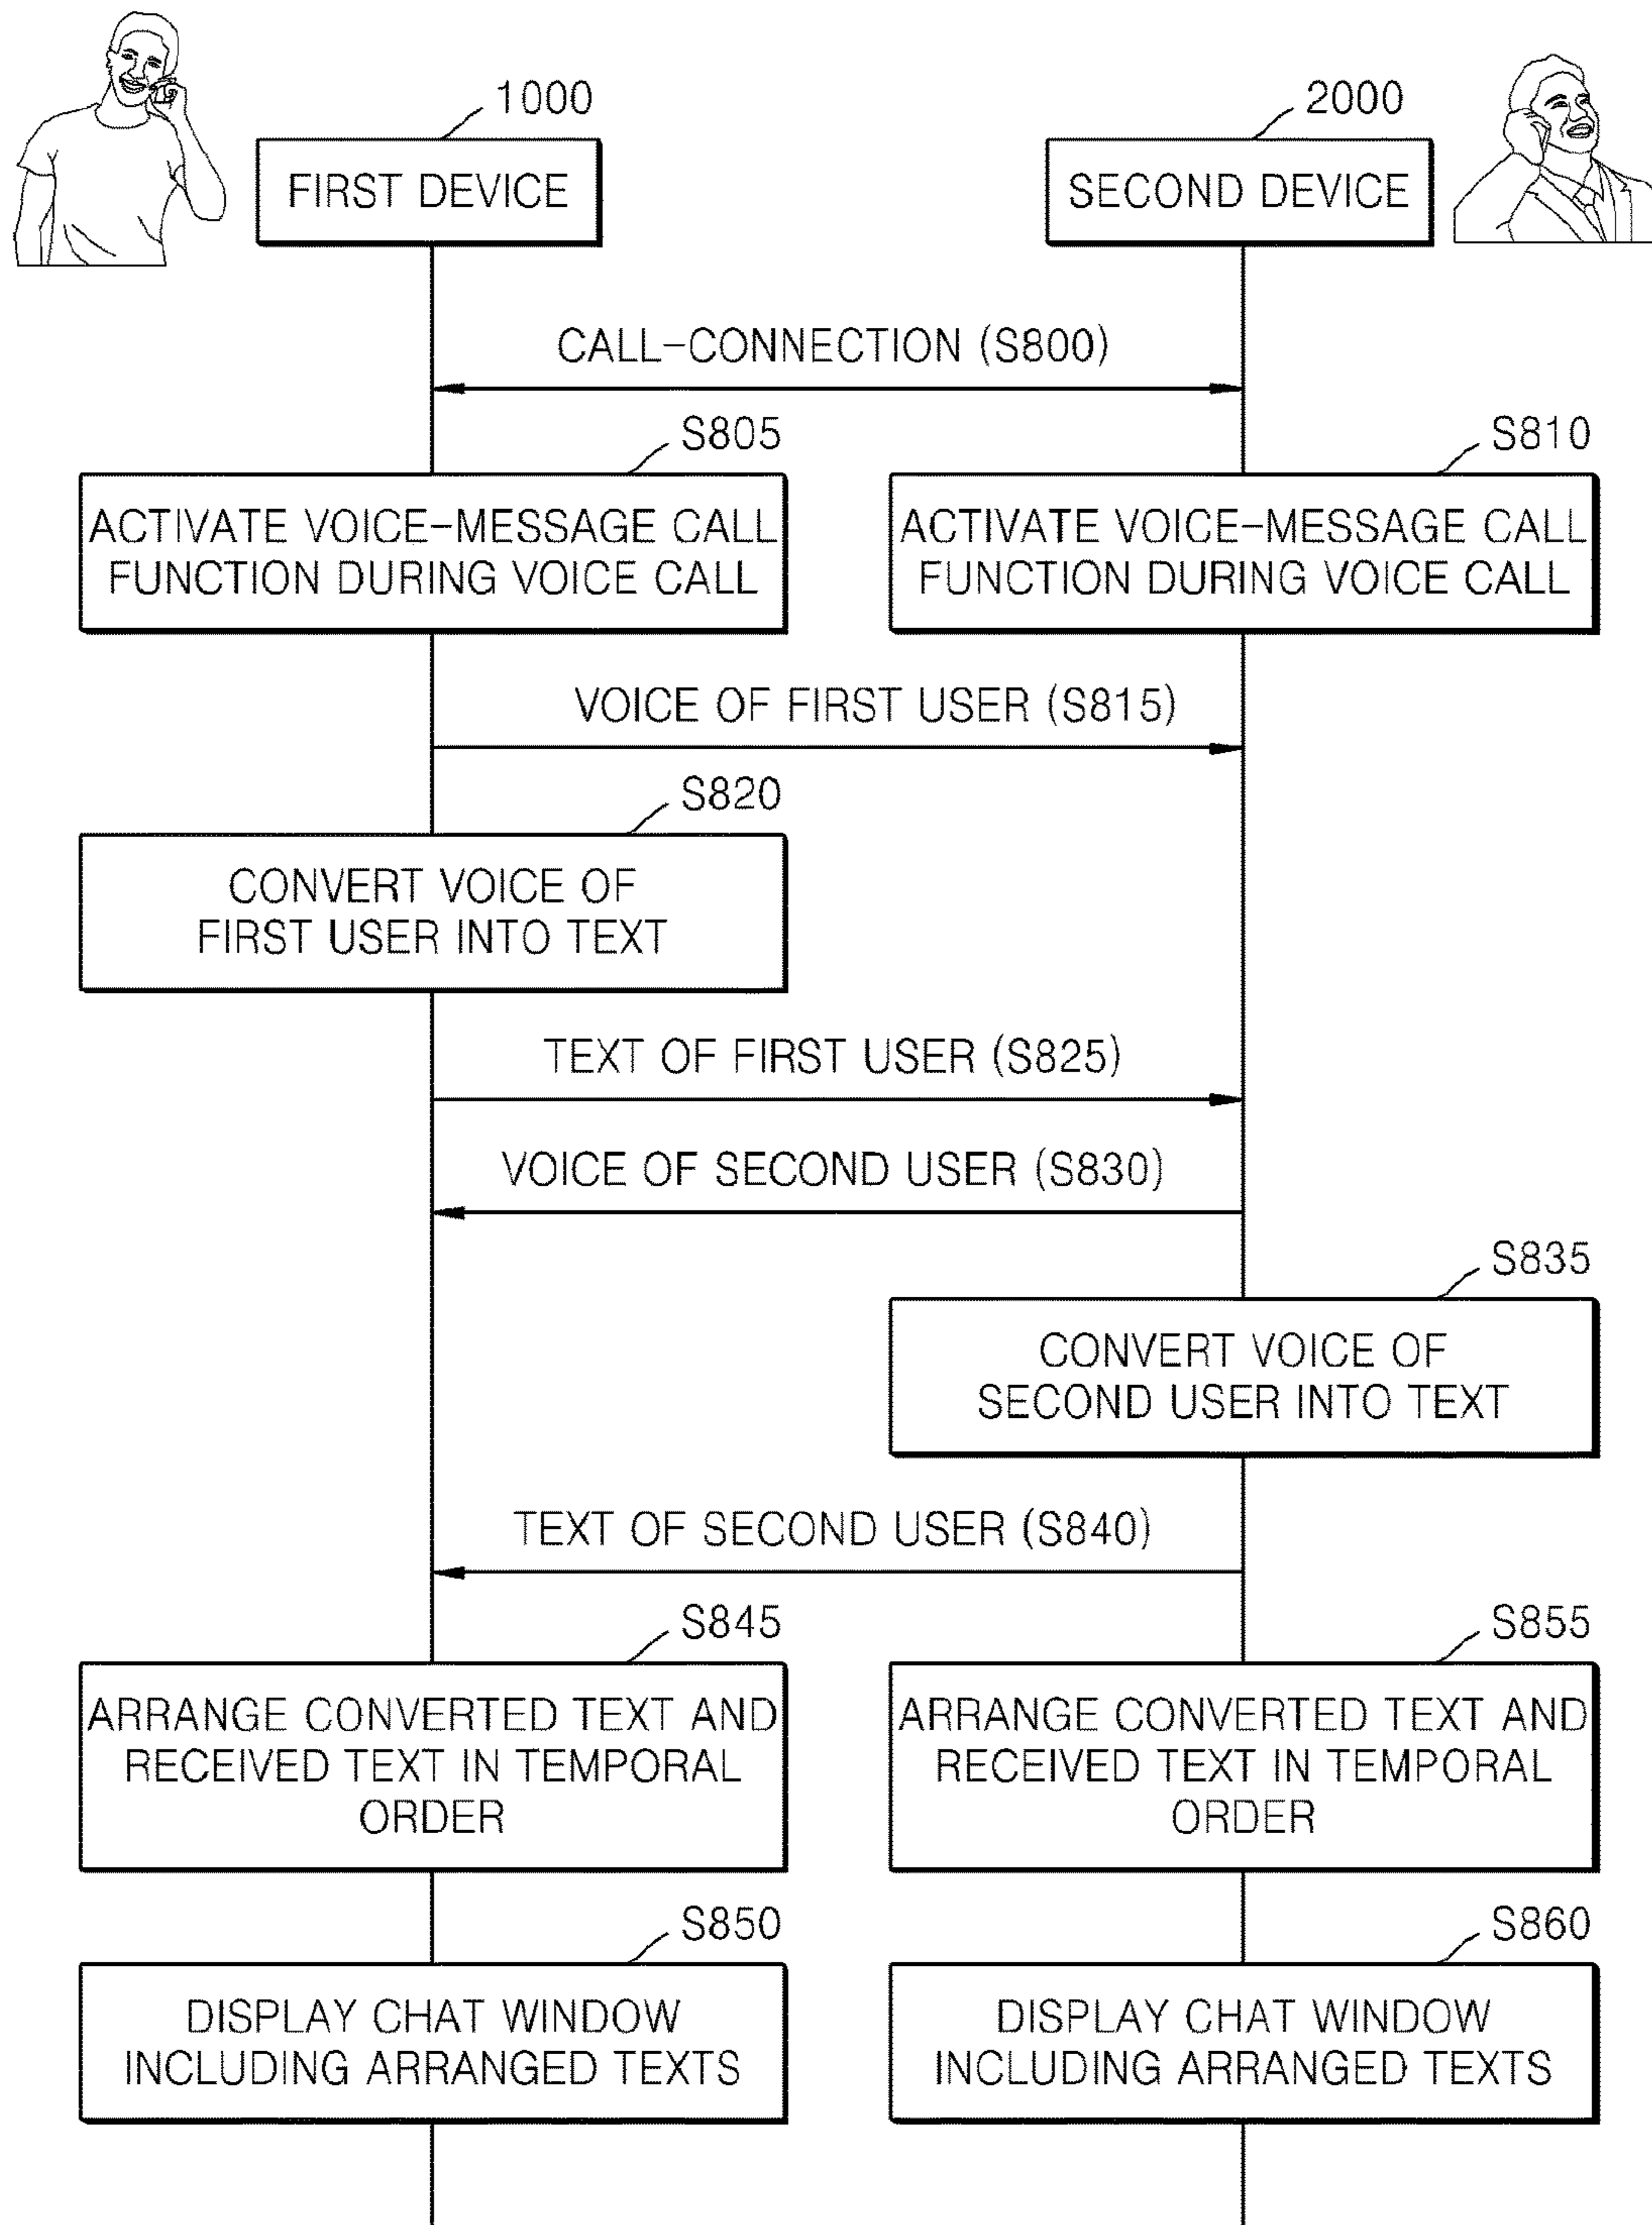 1000
2000
FIRST DEVICE
SECOND DEVICE
CALL-CONNECTION (S800)
S805
S810
ACTIVATE VOICE-MESSAGE CALL
FUNCTION DURING VOICE CALL
ACTIVATE VOICE-MESSAGE CALL
FUNCTION DURING VOICE CALL
VOICE OF FIRST USER (S815)
S820
CONVERT VOICE OF
FIRST USER INTO TEXT
TEXT OF FIRST USER (S825)
VOICE OF SECOND USER (S830)
S835
CONVERT VOICE OF
SECOND USER INTO TEXT
TEXT OF SECOND USER (S840)
S845
S855
ARRANGE CONVERTED TEXT AND
RECEIVED TEXT IN TEMPORAL
ORDER
ARRANGE CONVERTED TEXT AND
RECEIVED TEXT IN TEMPORAL
ORDER
S850
S860
DISPLAY CHAT WINDOW
INCLUDING ARRANGED TEXTS
DISPLAY CHAT WINDOW
INCLUDING ARRANGED TEXTS